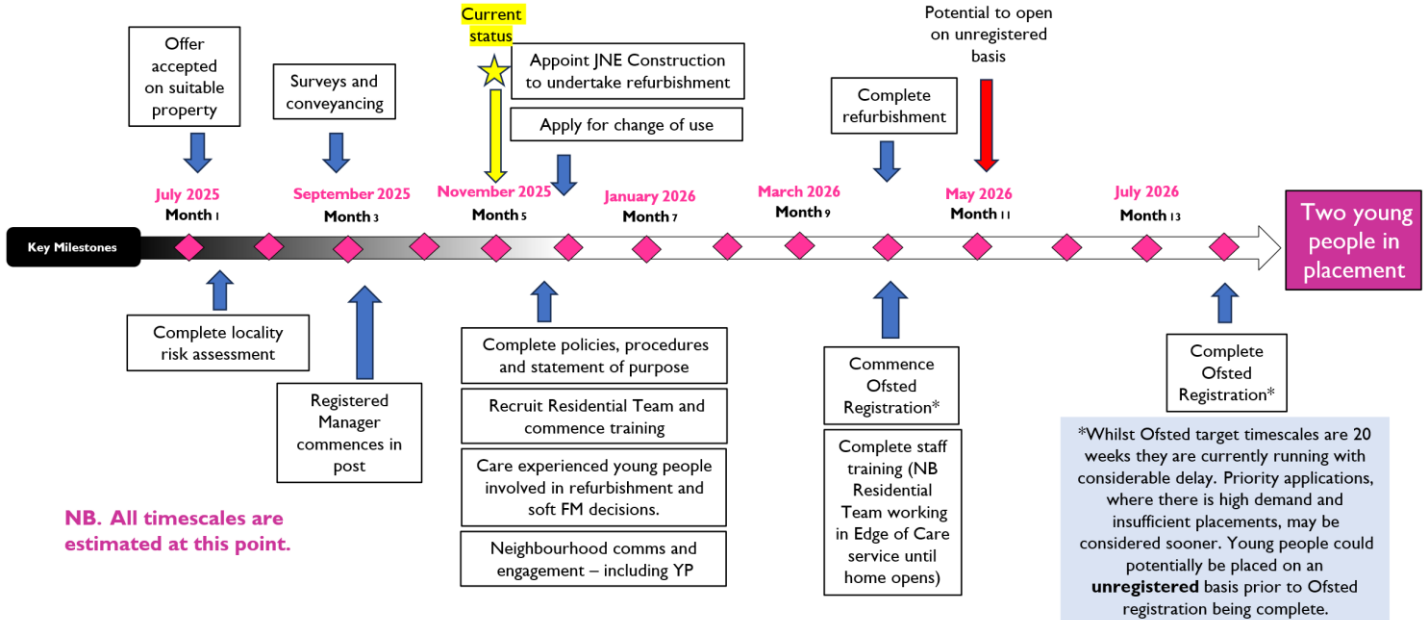 Current
status
Potential to open
on unregistered
basis
Offer
accepted
on suitable
property
Surveys and
conveyancing
Appoint JNE Construction
to undertake refurbishment
Apply for change of use
Complete
refurbishment
July 2025
Month 1
September 2025
Month 3
November 2025
Month 5
January 2026
Month 7
March 2026
Month 9
May 2026
Month 11
July 2026
Month 13
Key Milestones
Two young
people in
placement
Complete locality
risk assessment
Registered
Manager
commences in
post
Complete policies, procedures
and statement of purpose
Recruit Residential Team and
commence training
Care experienced young people
involved in refurbishment and
soft FM decisions.
Neighbourhood comms and
engagement – including YP
Commence
Ofsted
Registration*
Complete staff
training (NB
Residential
Team working
in Edge of Care
service until
home opens)
Complete
Ofsted
Registration*
*Whilst Ofsted target timescales are 20
weeks they are currently running with
considerable delay. Priority applications,
where there is high demand and
insufficient placements, may be
considered sooner. Young people could
potentially be placed on an
unregistered basis prior to Ofsted
registration being complete.
NB. All timescales are
estimated at this point.